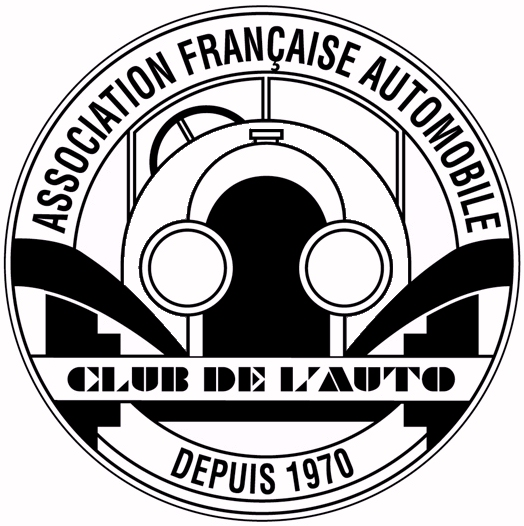 ASSOCIATION FRANÇAISE AUTOMOBILE
CLUB DE L'AUTO
DEPUIS 1970